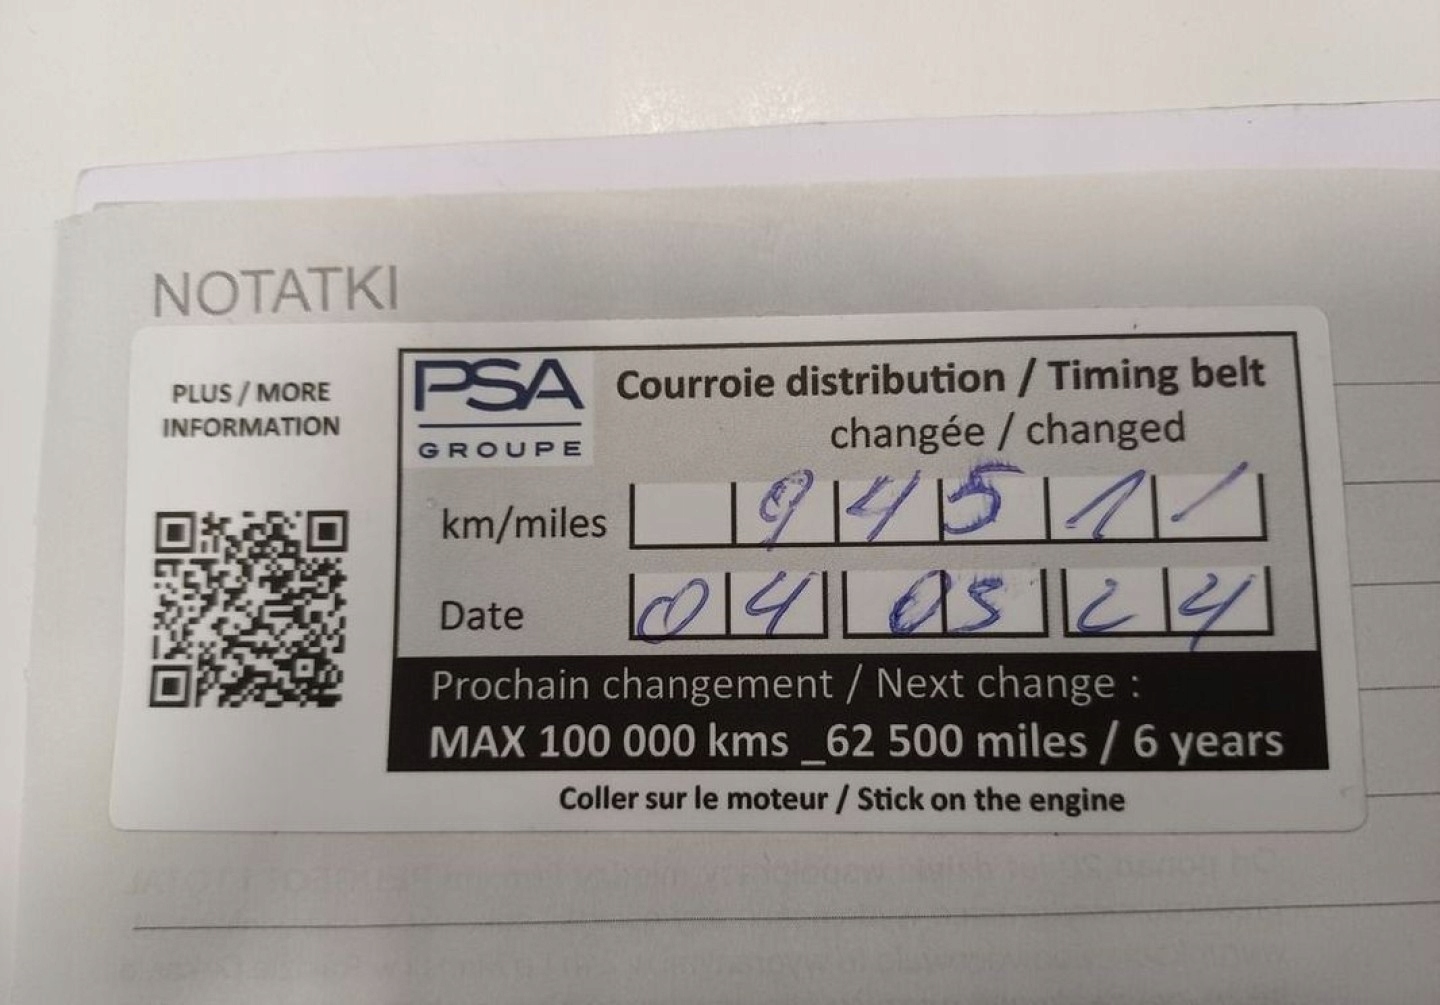 NOTATKI
PLUS / MORE
INFORMATION
PSA
GROUPE
Courroie distribution / Timing belt
changée / changed
km/miles 94511
Date 04 05 24
Prochain changement / Next change :
MAX 100 000 kms _62 500 miles / 6 years
Coller sur le moteur / Stick on the engine